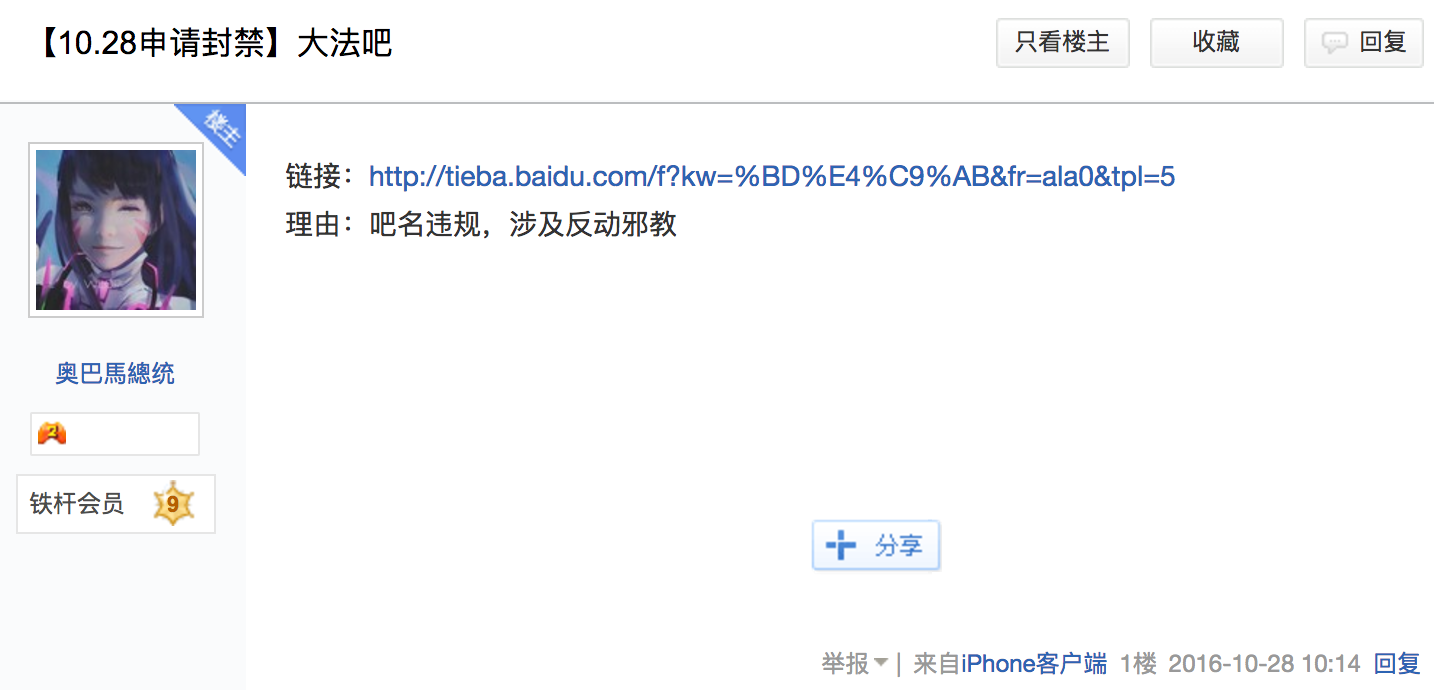 【10.28申请封禁】大法吧
只看楼主
收藏
回复
楼主
链接：http://tieba.baidu.com/f?kw=%BD%E4%C9%AB&fr=ala0&tpl=5
理由：吧名违规，涉及反动邪教
奥巴馬總统
2
铁杆会员 9
分享
举报 | 来自iPhone客户端 1楼 2016-10-28 10:14 回复